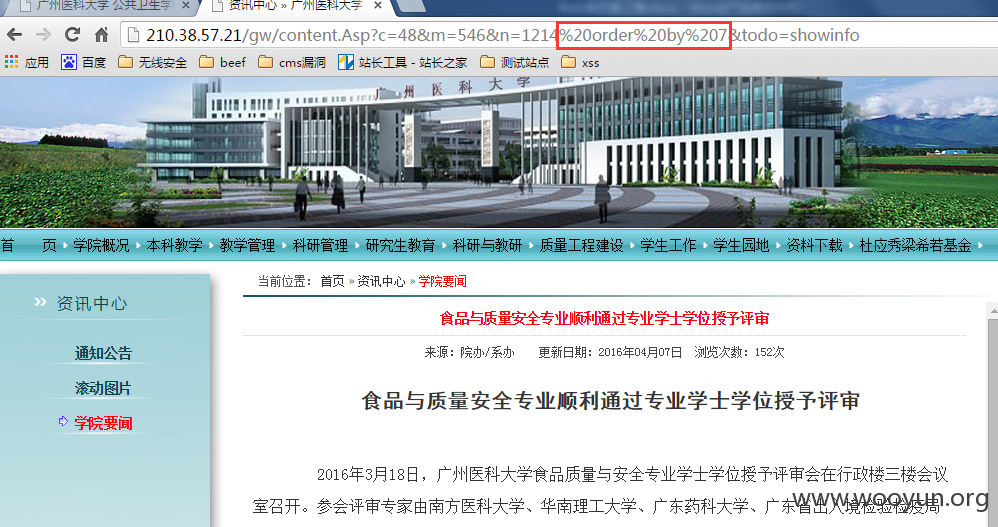 广州医科大学 公共卫生学
资讯中心 » 广州医科大学
210.38.57.21/gw/content.Asp?c=48&m=546&n=1214%20order%20by%207&todo=showinfo
应用 百度 无线安全 beef cms漏洞 站长工具 - 站长之家 测试站点 xss
广州医科大学
首 页 学院概况 本科教学 教学管理 科研管理 研究生教育 科研与教研 质量工程建设 学生工作 学生园地 资料下载 杜应秀梁希若基金
当前位置: 首页 » 资讯中心 » 学院要闻
资讯中心
通知公告
滚动图片
学院要闻
食品与质量安全专业顺利通过专业学士学位授予评审
来源:院办/系办 更新日期:2016年04月07日 浏览次数:152次
食品与质量安全专业顺利通过专业学士学位授予评审
2016年3月18日,广州医科大学食品质量与安全专业学士学位授予评审会在行政楼三楼会议
室召开。参会评审专家由南方医科大学、华南理工大学、广东药科大学、广东省出入境检验检疫局
www.wooyun.org